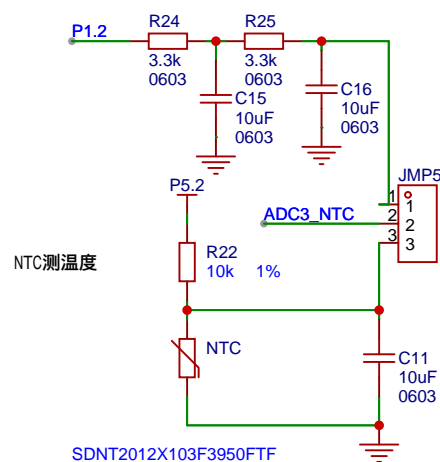 P1.2
R24
3.3k
0603
R25
3.3k
0603
C15
10uF
0603
C16
10uF
0603
JMP5
1
1
2
2
3
3
ADC3_NTC
P5.2
R22
10k 1%
NTC测温度
NTC
C11
10uF
0603
SDNT2012X103F3950FTF